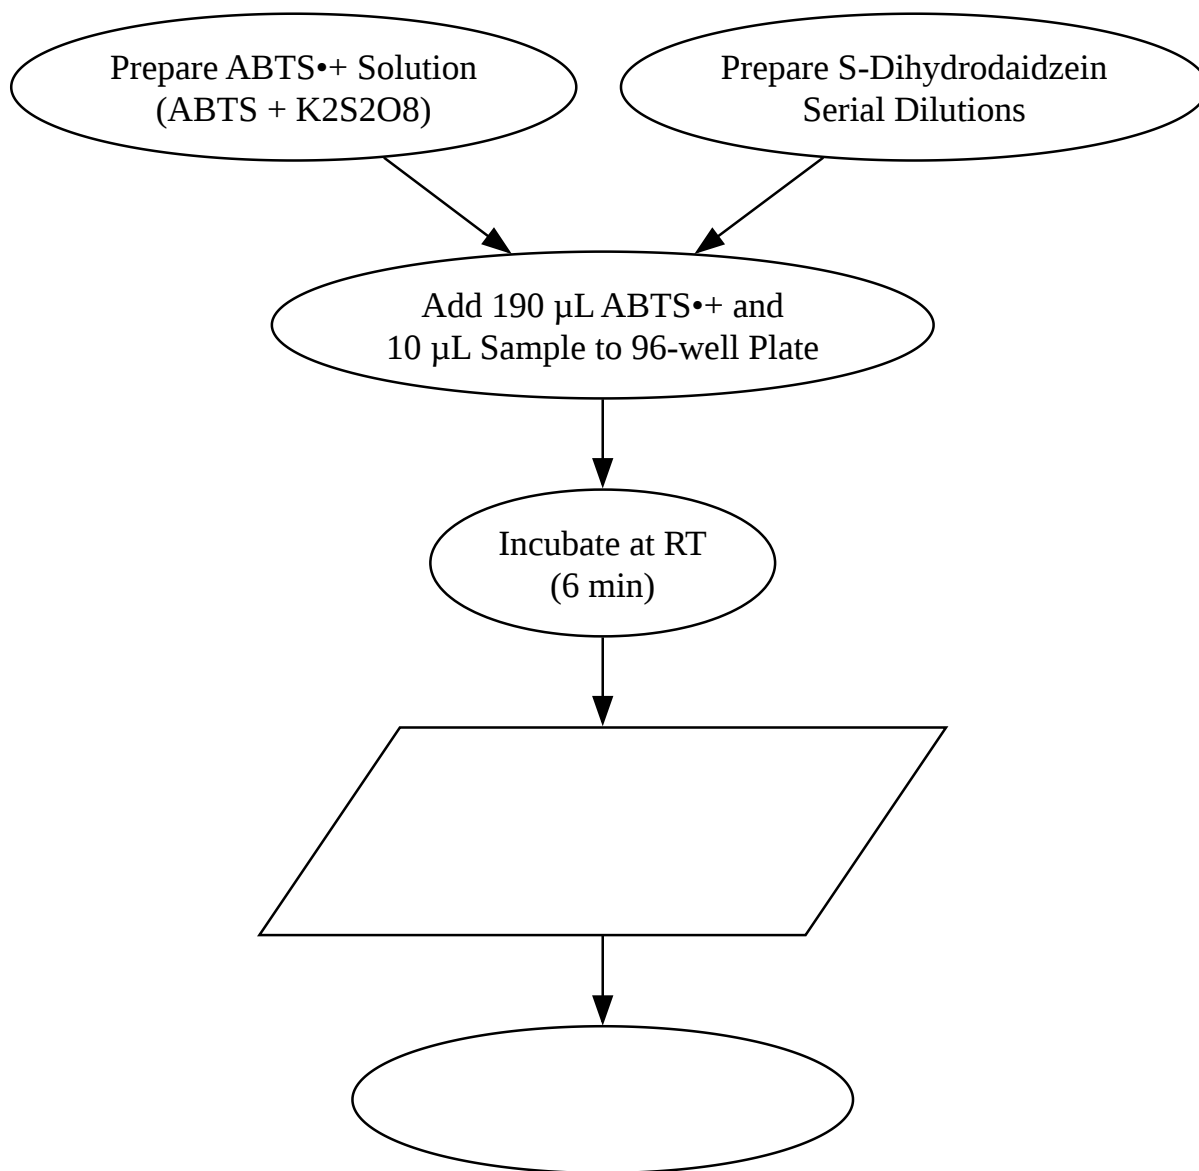 Prepare ABTS•+ Solution
(ABTS + K2S2O8)
Prepare S-Dihydrodaidzein
Serial Dilutions
Add 190 µL ABTS•+ and
10 µL Sample to 96-well Plate
Incubate at RT
(6 min)